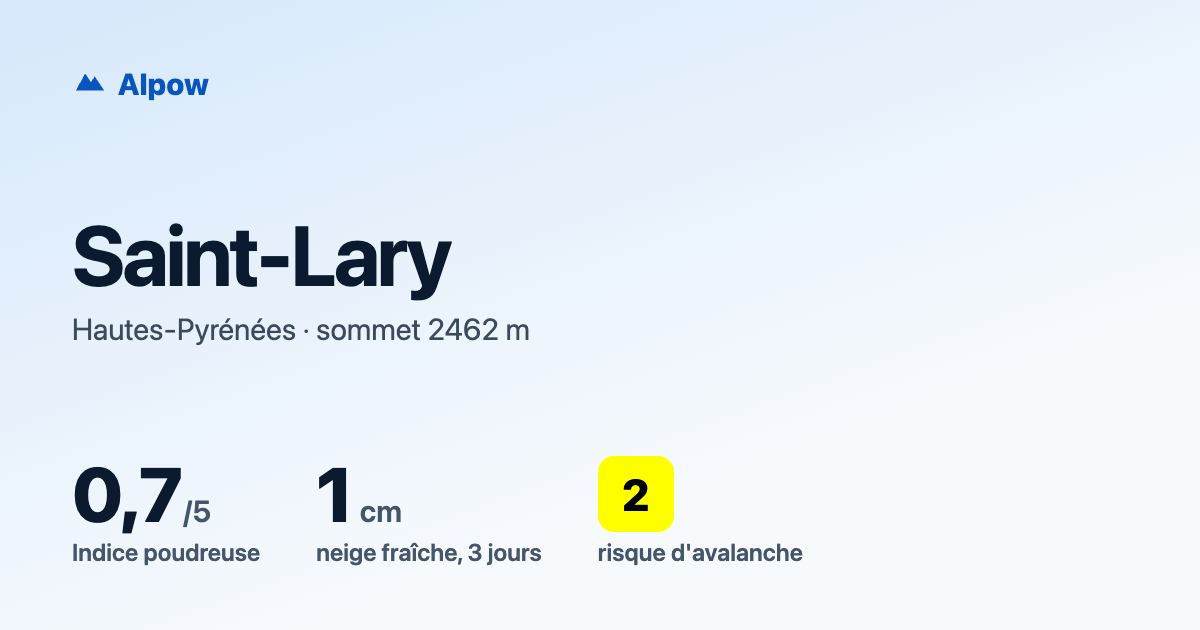 Alpow
Saint-Lary
Hautes-Pyrénées · sommet 2462 m
0,7/5
Indice poudreuse
1 cm
neige fraîche, 3 jours
2
risque d'avalanche